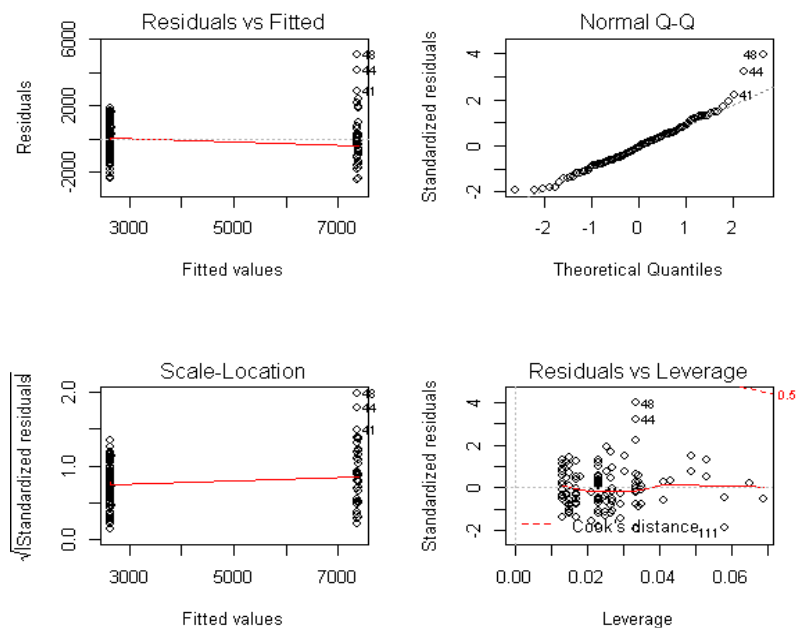 Residuals vs Fitted
Residuals
-2000 2000 6000
48
44
41
3000 5000 7000
Fitted values
Normal Q-Q
Standardized residuals
-2 0 2 4
48
44
41
-2 -1 0 1 2
Theoretical Quantiles
Scale-Location
√|Standardized residuals|
0.0 1.0 2.0
48
44
41
3000 5000 7000
Fitted values
Residuals vs Leverage
Standardized residuals
-2 0 2 4
48
44
0.5
Cook's distance
111
0.00 0.02 0.04 0.06
Leverage